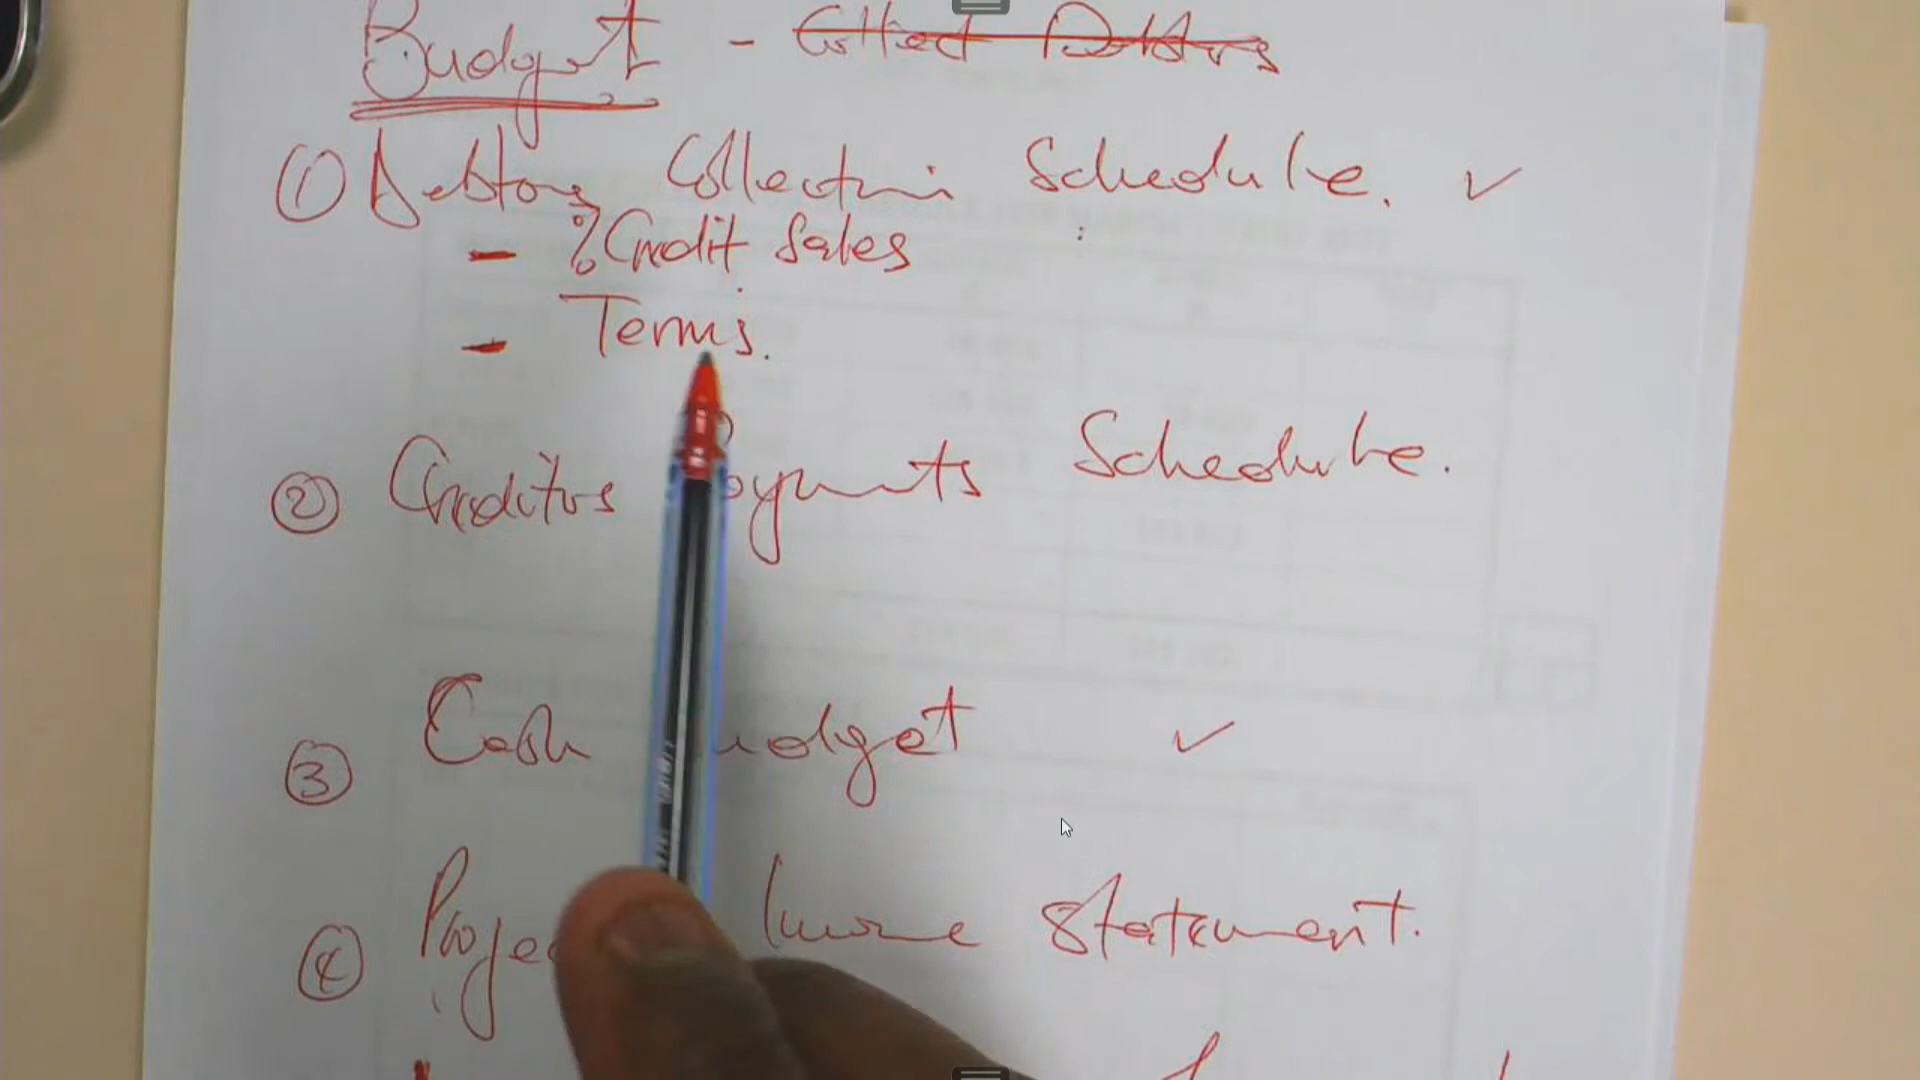 Budget - Collect Debtors
① Debtors Collection Schedule. ✓
- % Credit Sales
- Terms.
② Creditors Payments Schedule.
③ Cash Budget ✓
④ Income Statement.